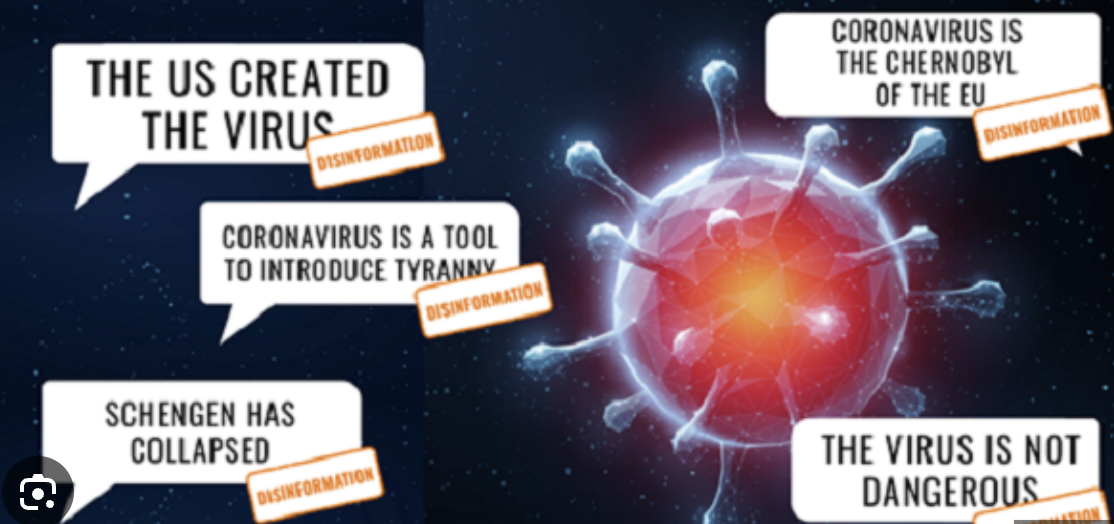 THE US CREATED
THE VIRUS
DISINFORMATION
CORONAVIRUS IS
THE CHERNOBYL
OF THE EU
DISINFORMATION
CORONAVIRUS IS A TOOL
TO INTRODUCE TYRANNY
DISINFORMATION
SCHENGEN HAS
COLLAPSED
DISINFORMATION
THE VIRUS IS NOT
DANGEROUS